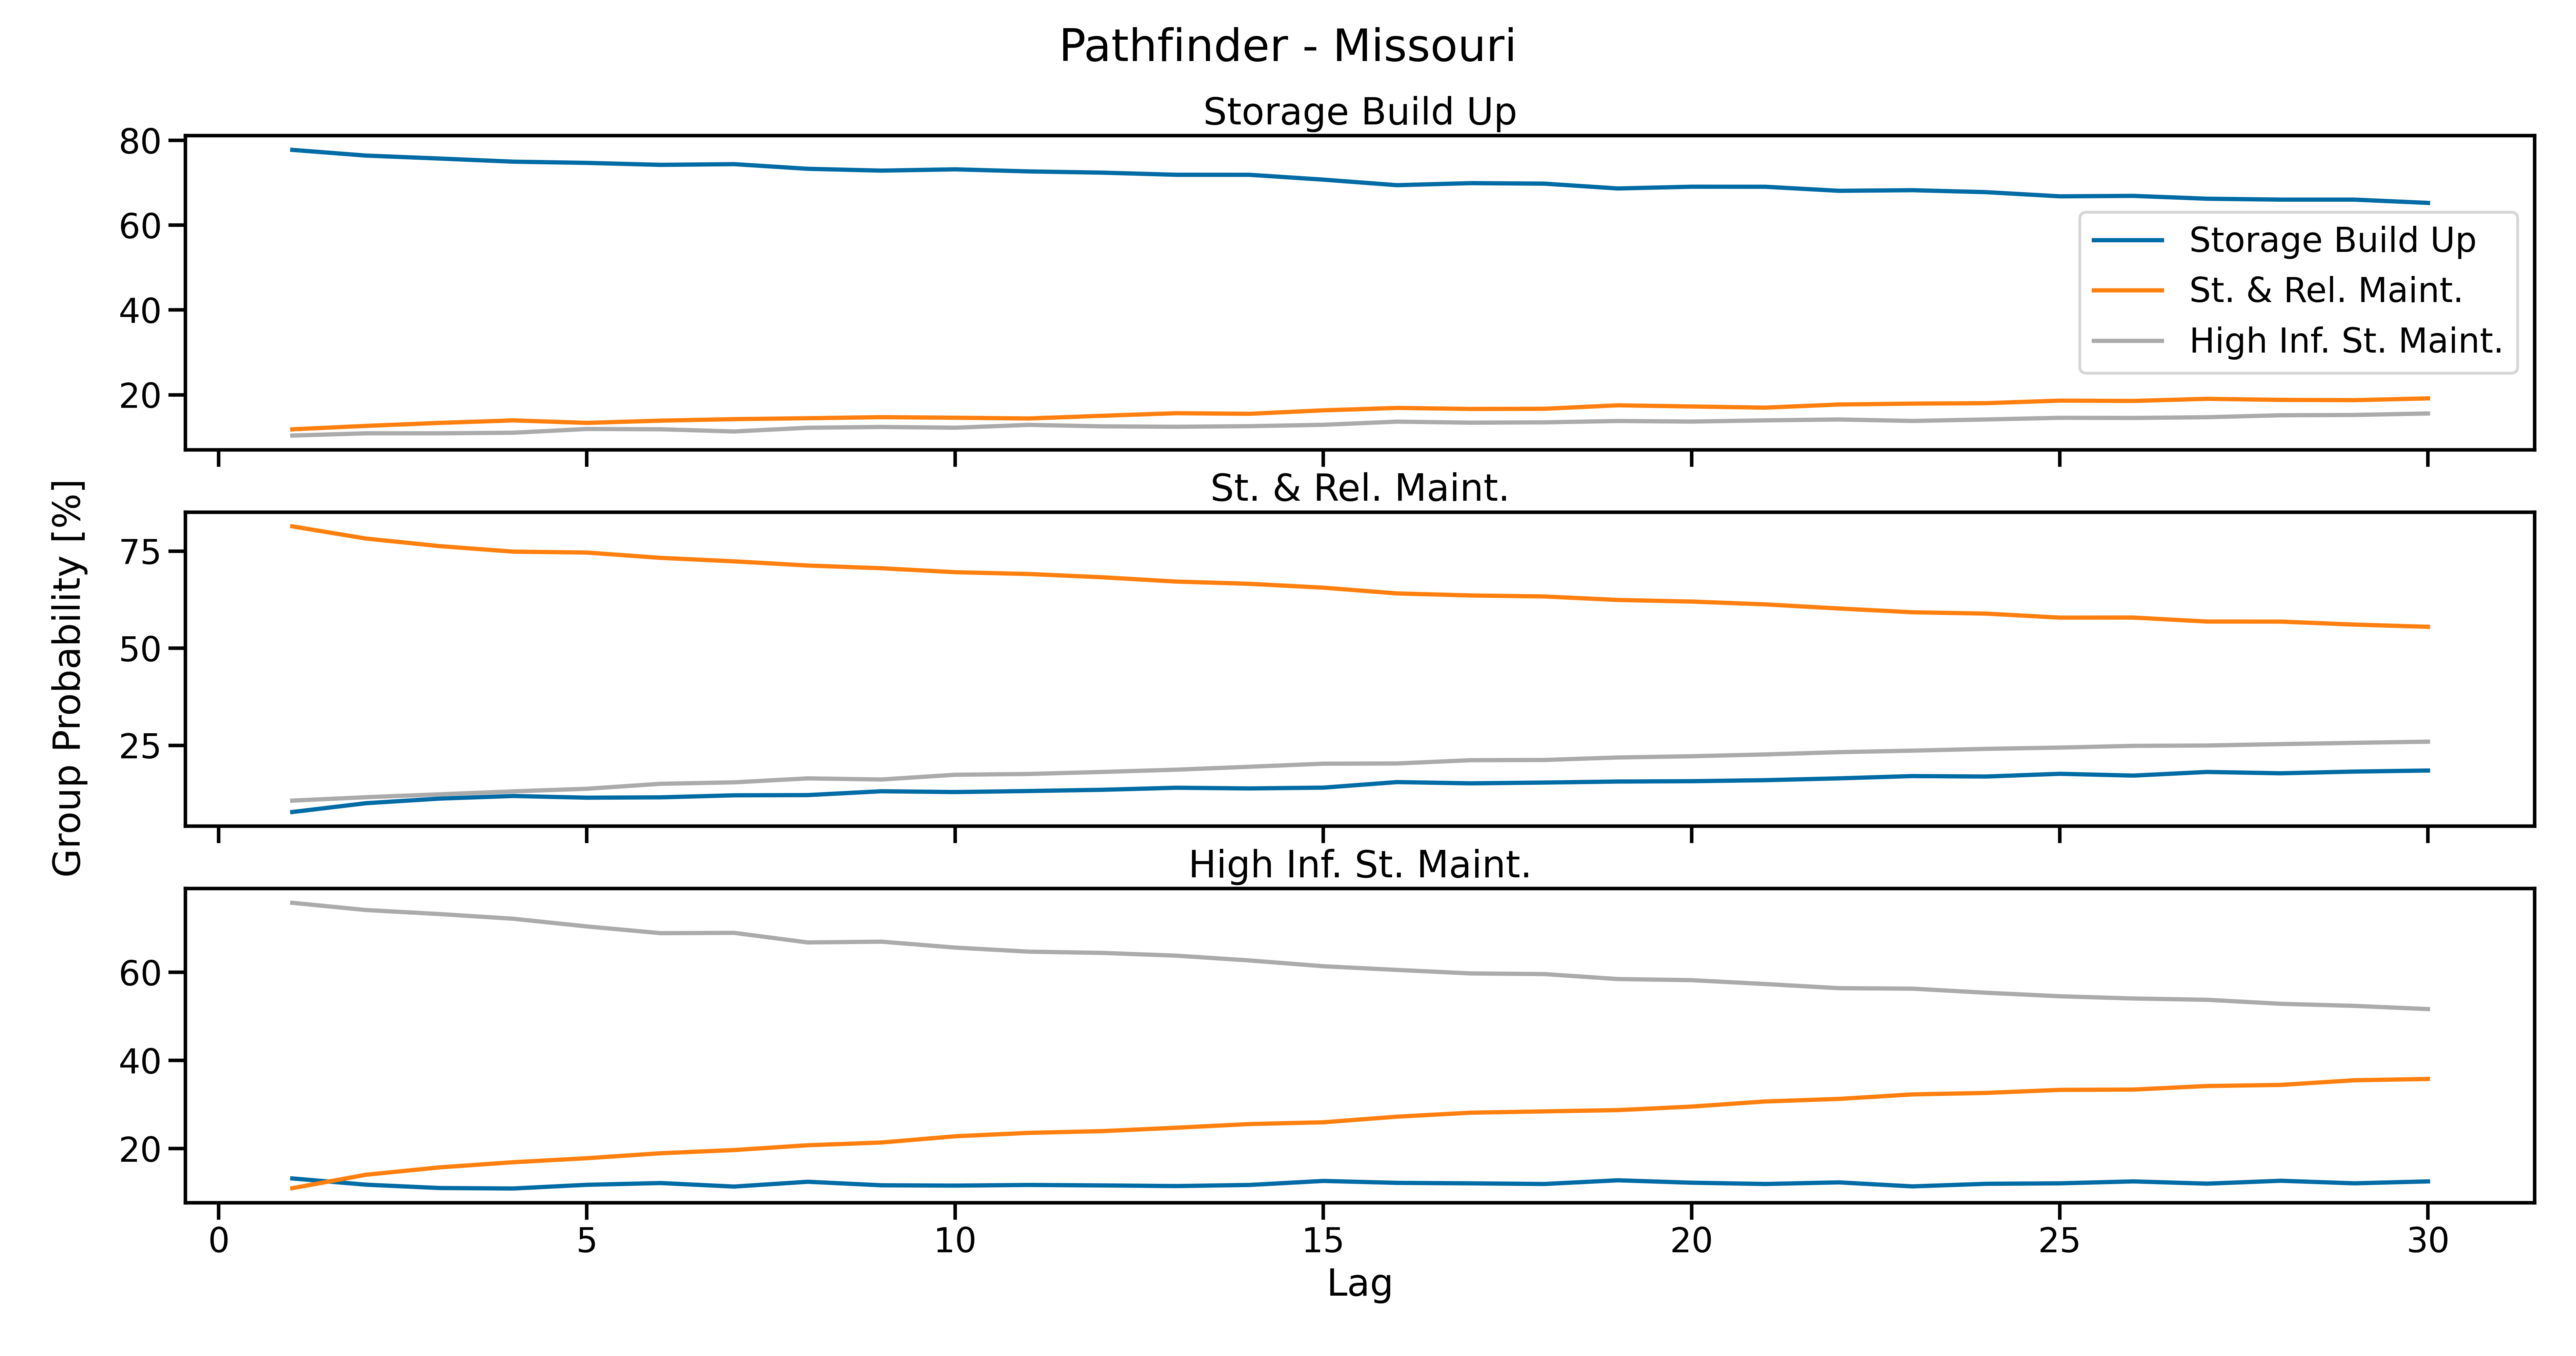 Pathfinder - Missouri
Storage Build Up
80
60
40
20
Storage Build Up
St. & Rel. Maint.
High Inf. St. Maint.
St. & Rel. Maint.
75
50
25
Group Probability [%]
High Inf. St. Maint.
60
40
20
0 5 10 15 20 25 30
Lag